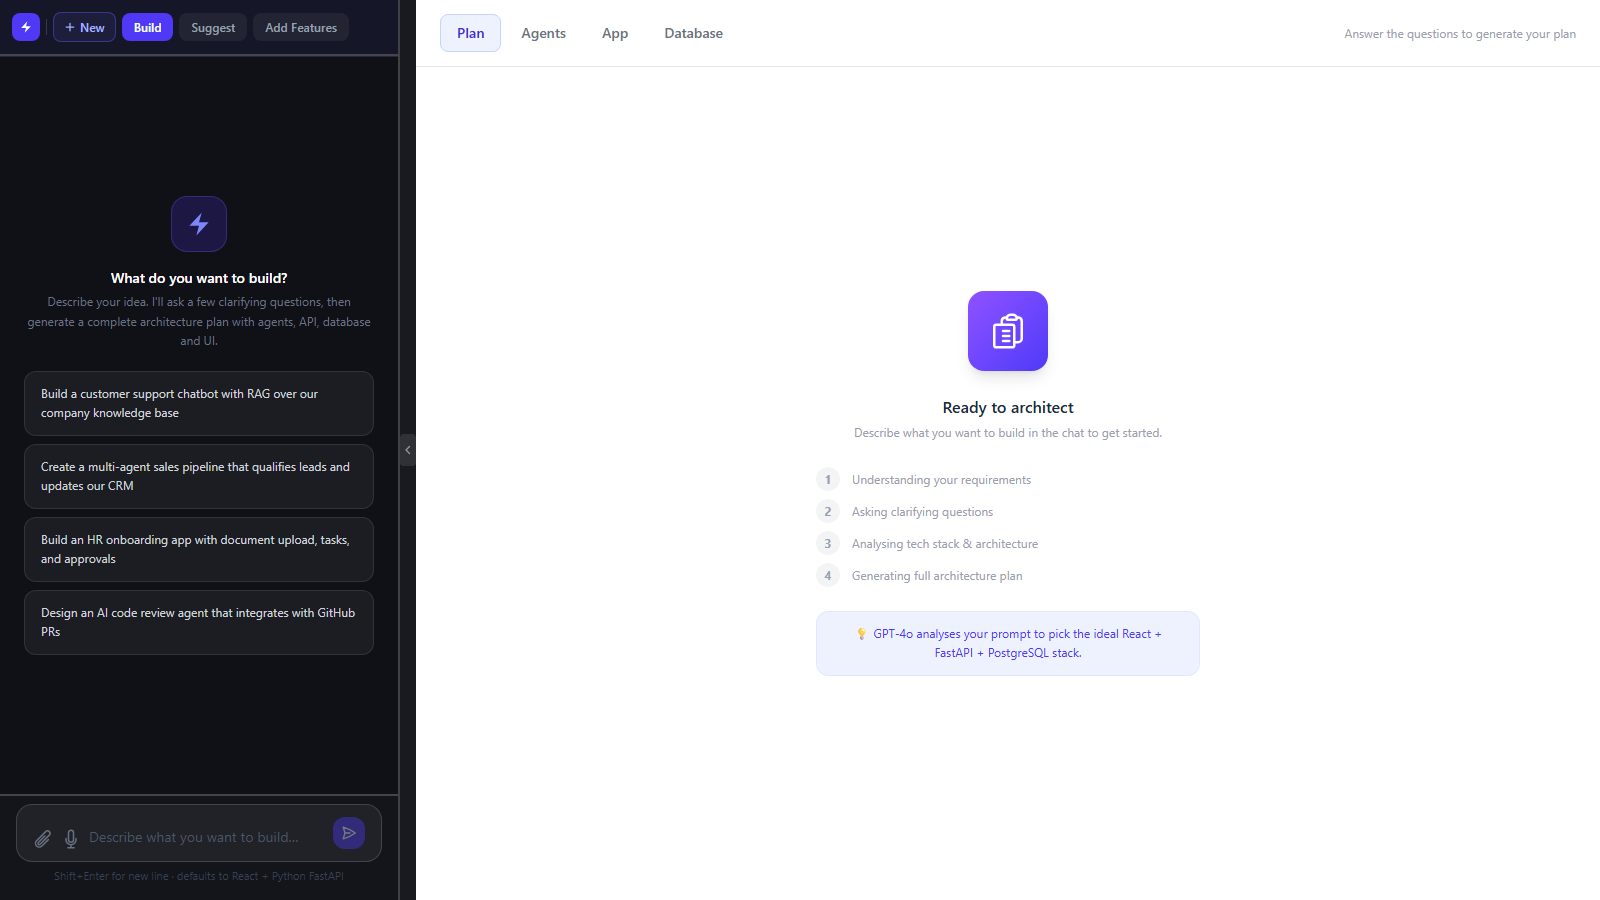 + New
Build
Suggest
Add Features
What do you want to build?
Describe your idea. I'll ask a few clarifying questions, then
generate a complete architecture plan with agents, API, database
and UI.
Build a customer support chatbot with RAG over our
company knowledge base
Create a multi-agent sales pipeline that qualifies leads and
updates our CRM
Build an HR onboarding app with document upload, tasks,
and approvals
Design an AI code review agent that integrates with GitHub
PRs
Describe what you want to build...
Shift+Enter for new line · defaults to React + Python FastAPI
Plan
Agents
App
Database
Answer the questions to generate your plan
Ready to architect
Describe what you want to build in the chat to get started.
1 Understanding your requirements
2 Asking clarifying questions
3 Analysing tech stack & architecture
4 Generating full architecture plan
💡 GPT-4o analyses your prompt to pick the ideal React +
FastAPI + PostgreSQL stack.